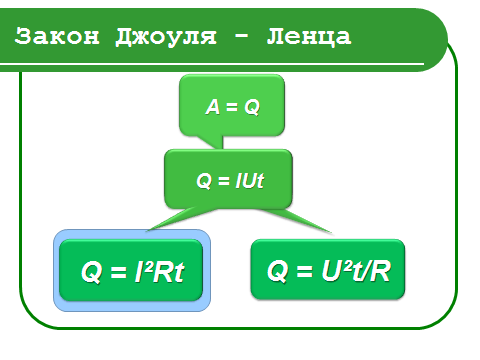 Закон Джоуля - Ленца
A = Q
Q = IUt
Q = I²Rt
Q = U²t/R